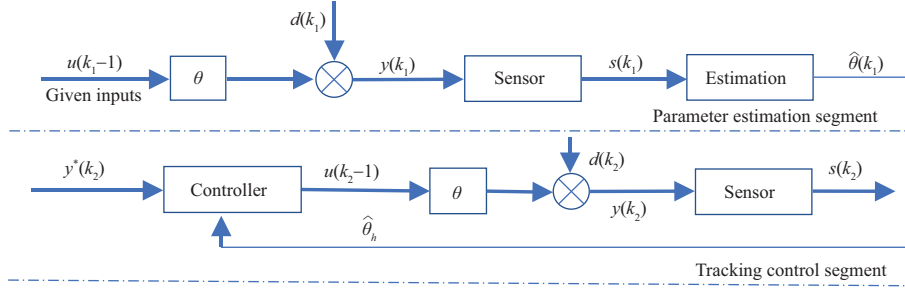 d(k₁)
u(k₁−1)
y(k₁)
s(k₁)
θ̂(k₁)
θ
Sensor
Estimation
Given inputs
Parameter estimation segment
y*(k₂)
u(k₂−1)
d(k₂)
s(k₂)
Controller
θ
Sensor
y(k₂)
θ̂ₕ
Tracking control segment